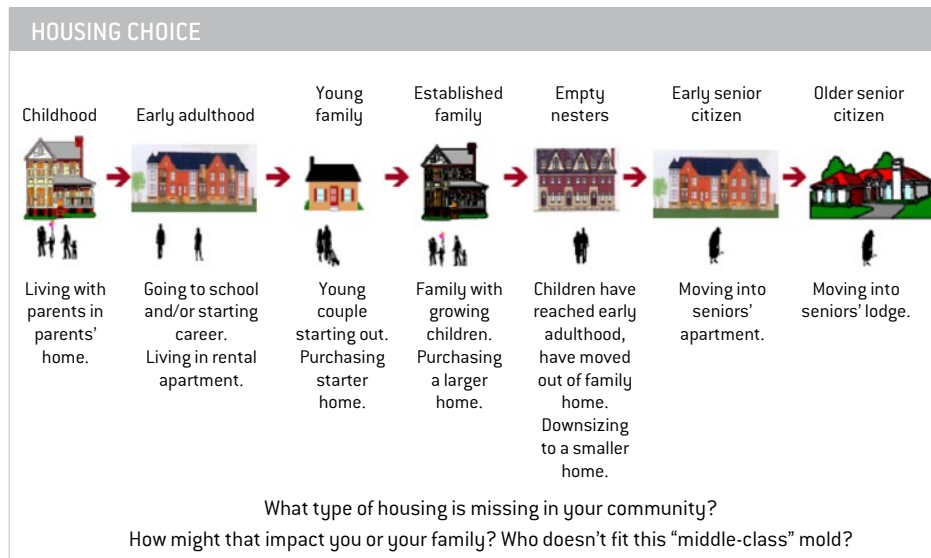 HOUSING CHOICE
Childhood
Early adulthood
Young
family
Established
family
Empty
nesters
Early senior
citizen
Older senior
citizen
Living with
parents in
parents'
home.
Going to school
and/or starting
career.
Living in rental
apartment.
Young
couple
starting out.
Purchasing
starter
home.
Family with
growing
children.
Purchasing
a larger
home.
Children have
reached early
adulthood,
have moved
out of family
home.
Downsizing
to a smaller
home.
Moving into
seniors'
apartment.
Moving into
seniors' lodge.
What type of housing is missing in your community?
How might that impact you or your family? Who doesn't fit this “middle-class” mold?